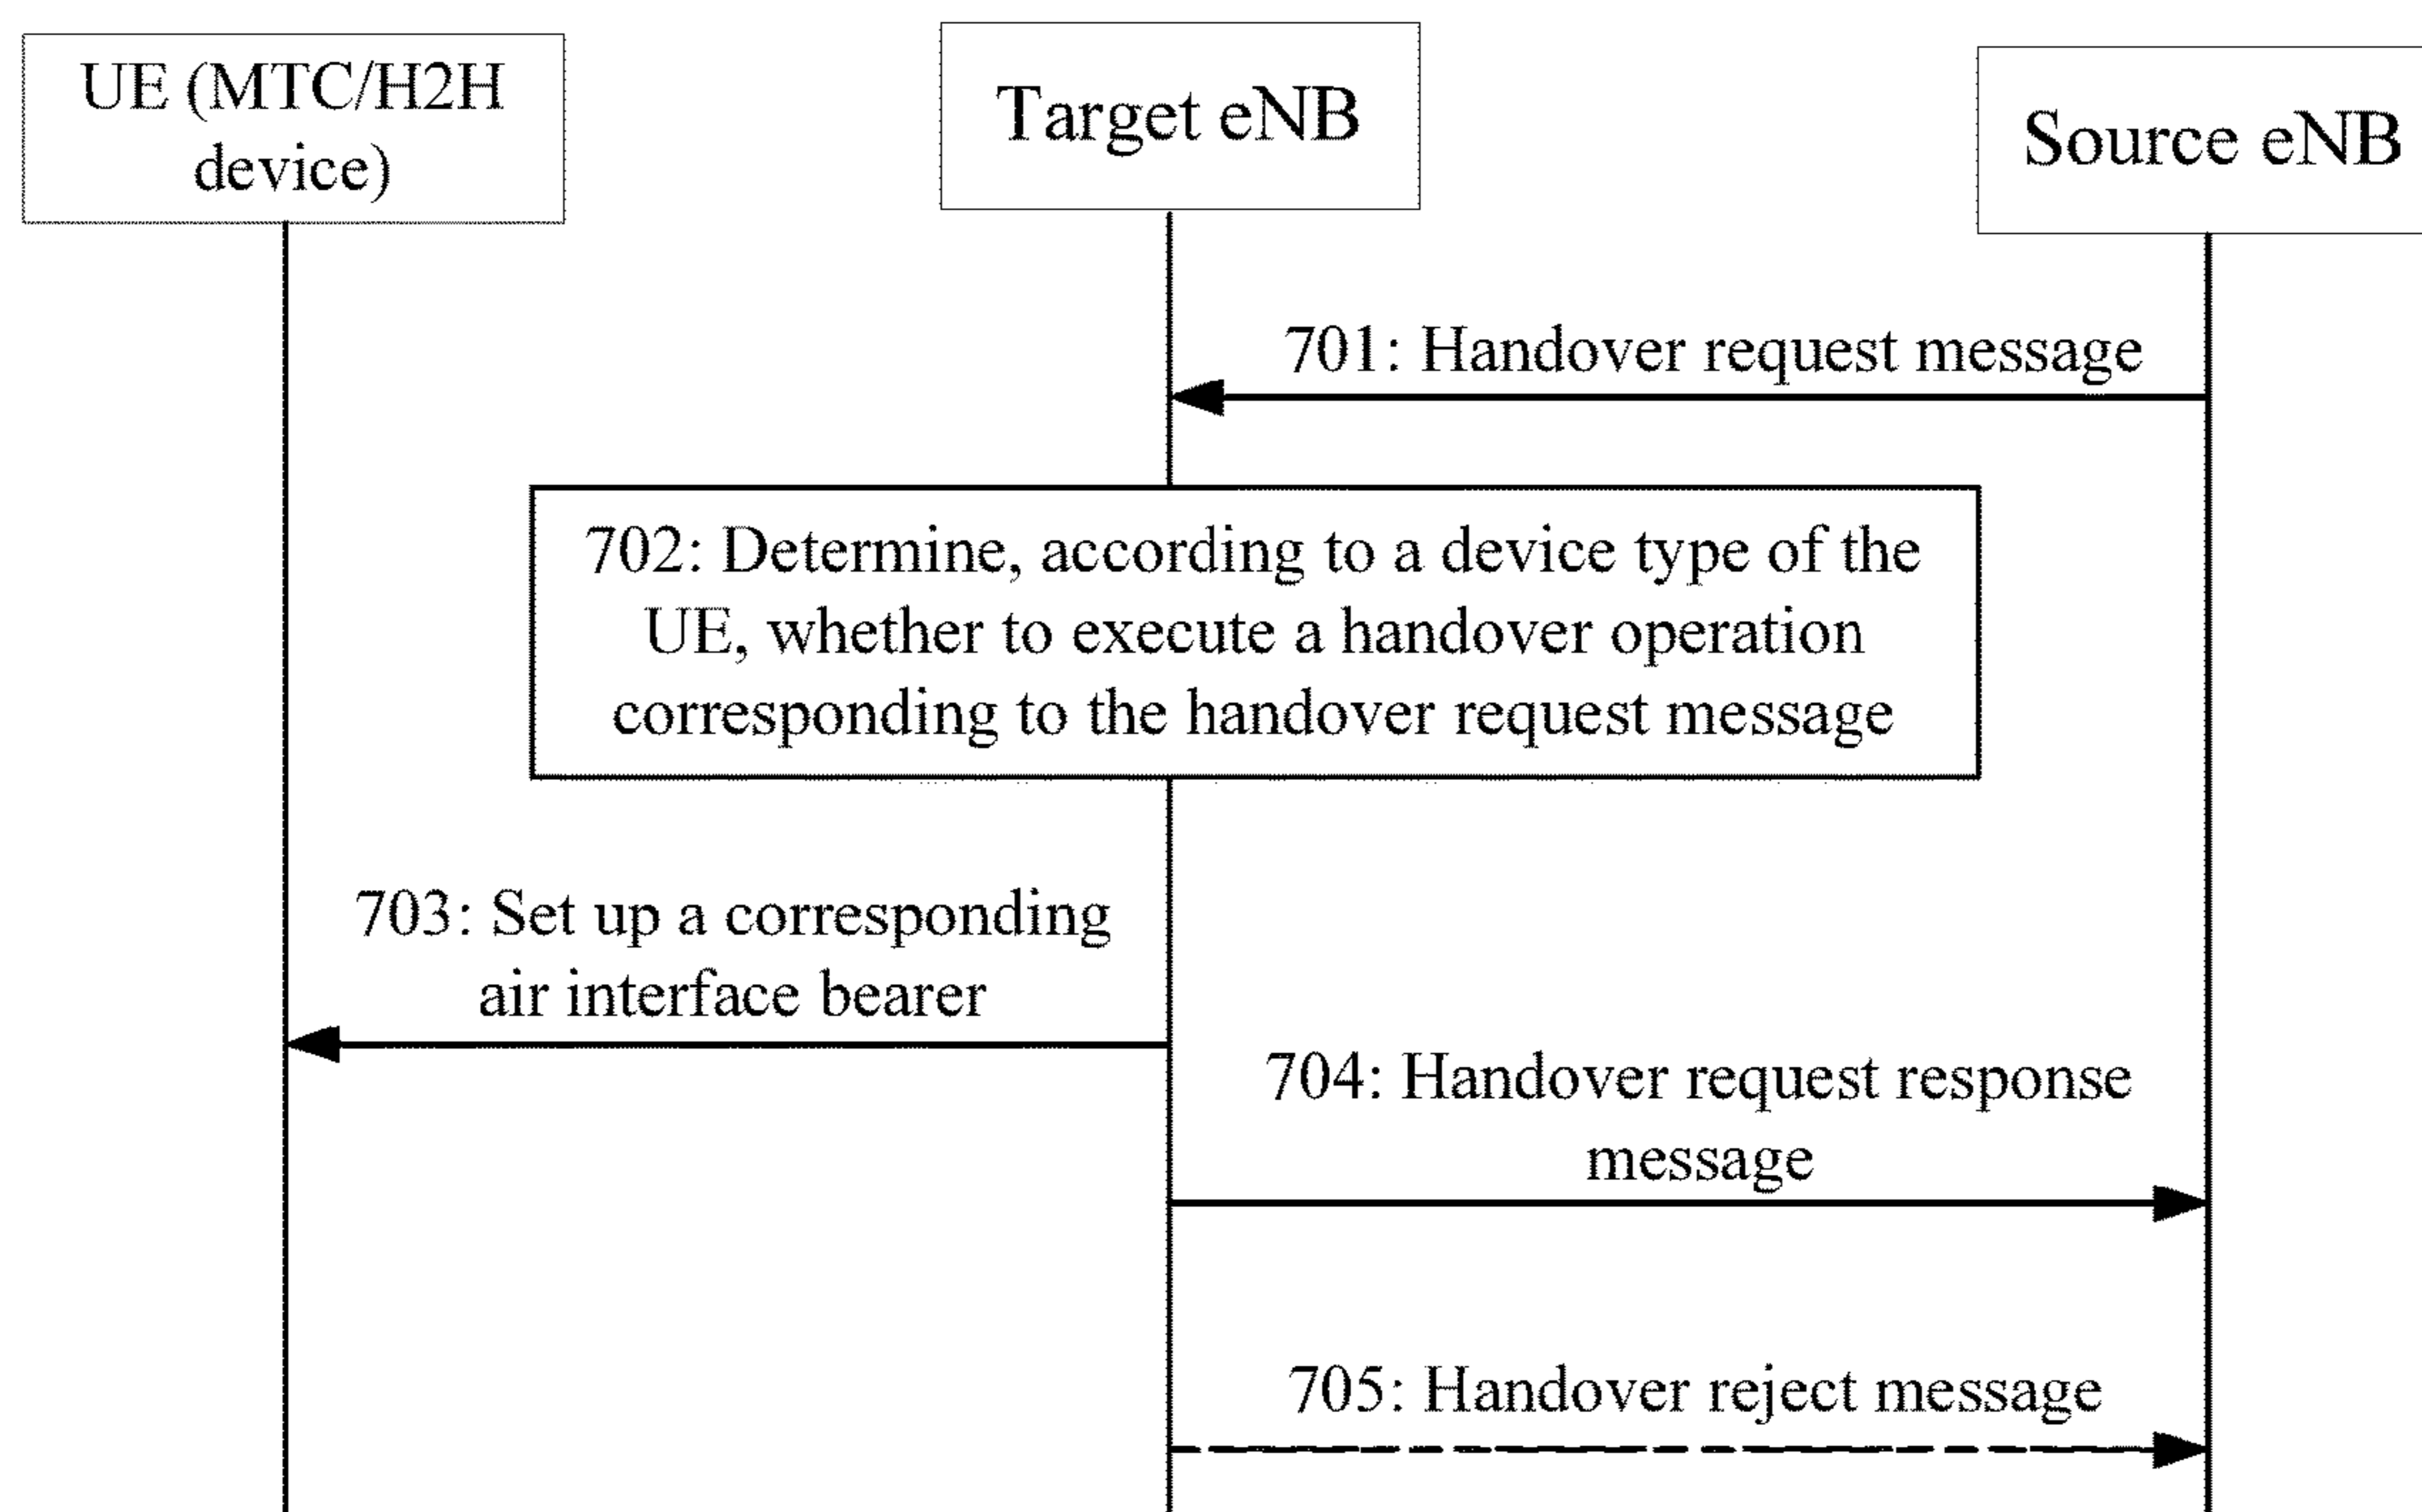 UE (MTC/H2H
device)
Target eNB
Source eNB
701: Handover request message
702: Determine, according to a device type of the
UE, whether to execute a handover operation
corresponding to the handover request message
703: Set up a corresponding
air interface bearer
704: Handover request response
message
705: Handover reject message